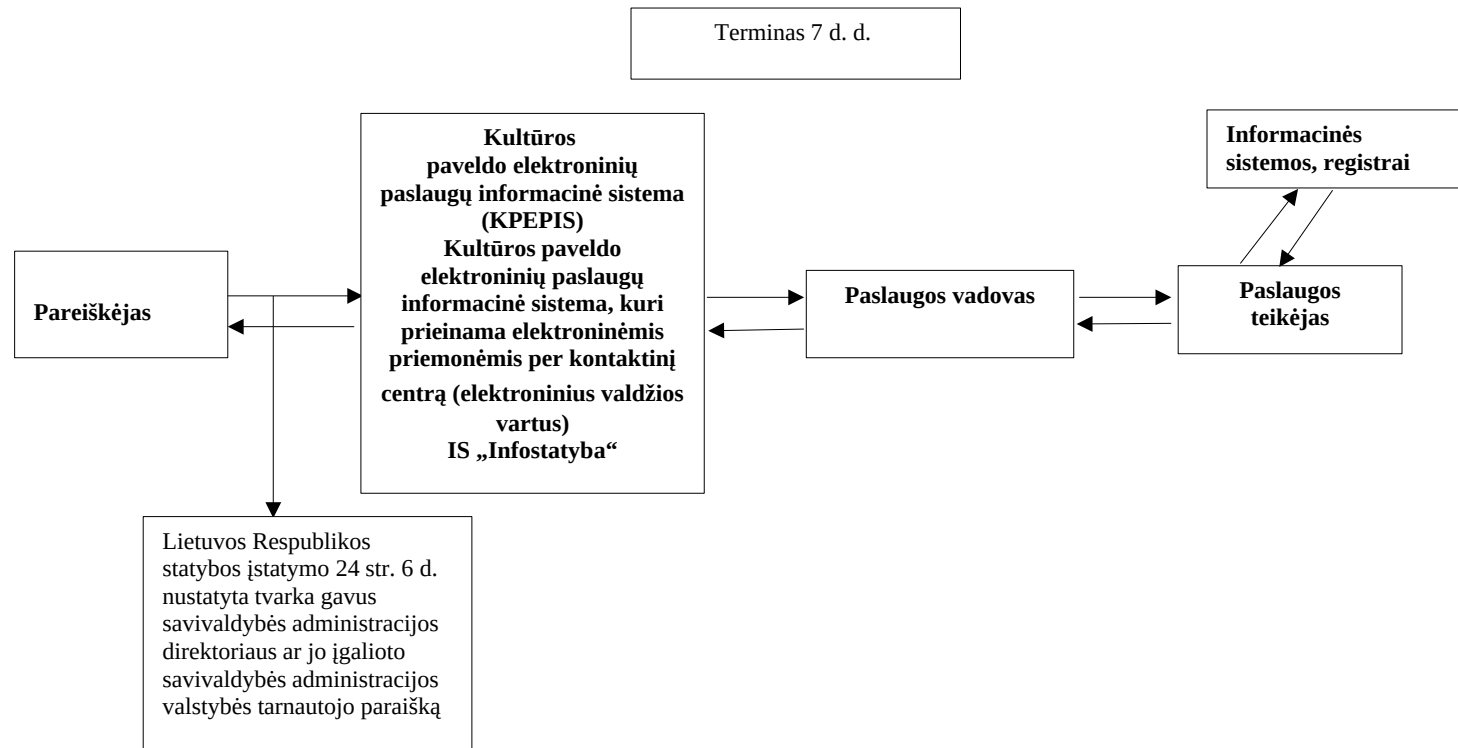 Terminas 7 d. d.
Kultūros
paveldo elektroninių
paslaugų informacinė sistema
(KPEPIS)
Kultūros paveldo
elektroninių paslaugų
informacinė sistema, kuri
prieinama elektroninėmis
priemonėmis per kontaktinį
centrą (elektroninius valdžios
vartus)
IS „Infostatyba“
Informacinės
sistemos, registrai
Pareiškėjas
Paslaugos vadovas
Paslaugos
teikėjas
Lietuvos Respublikos
statybos įstatymo 24 str. 6 d.
nustatyta tvarka gavus
savivaldybės administracijos
direktoriaus ar jo įgalioto
savivaldybės administracijos
valstybės tarnautojo paraišką